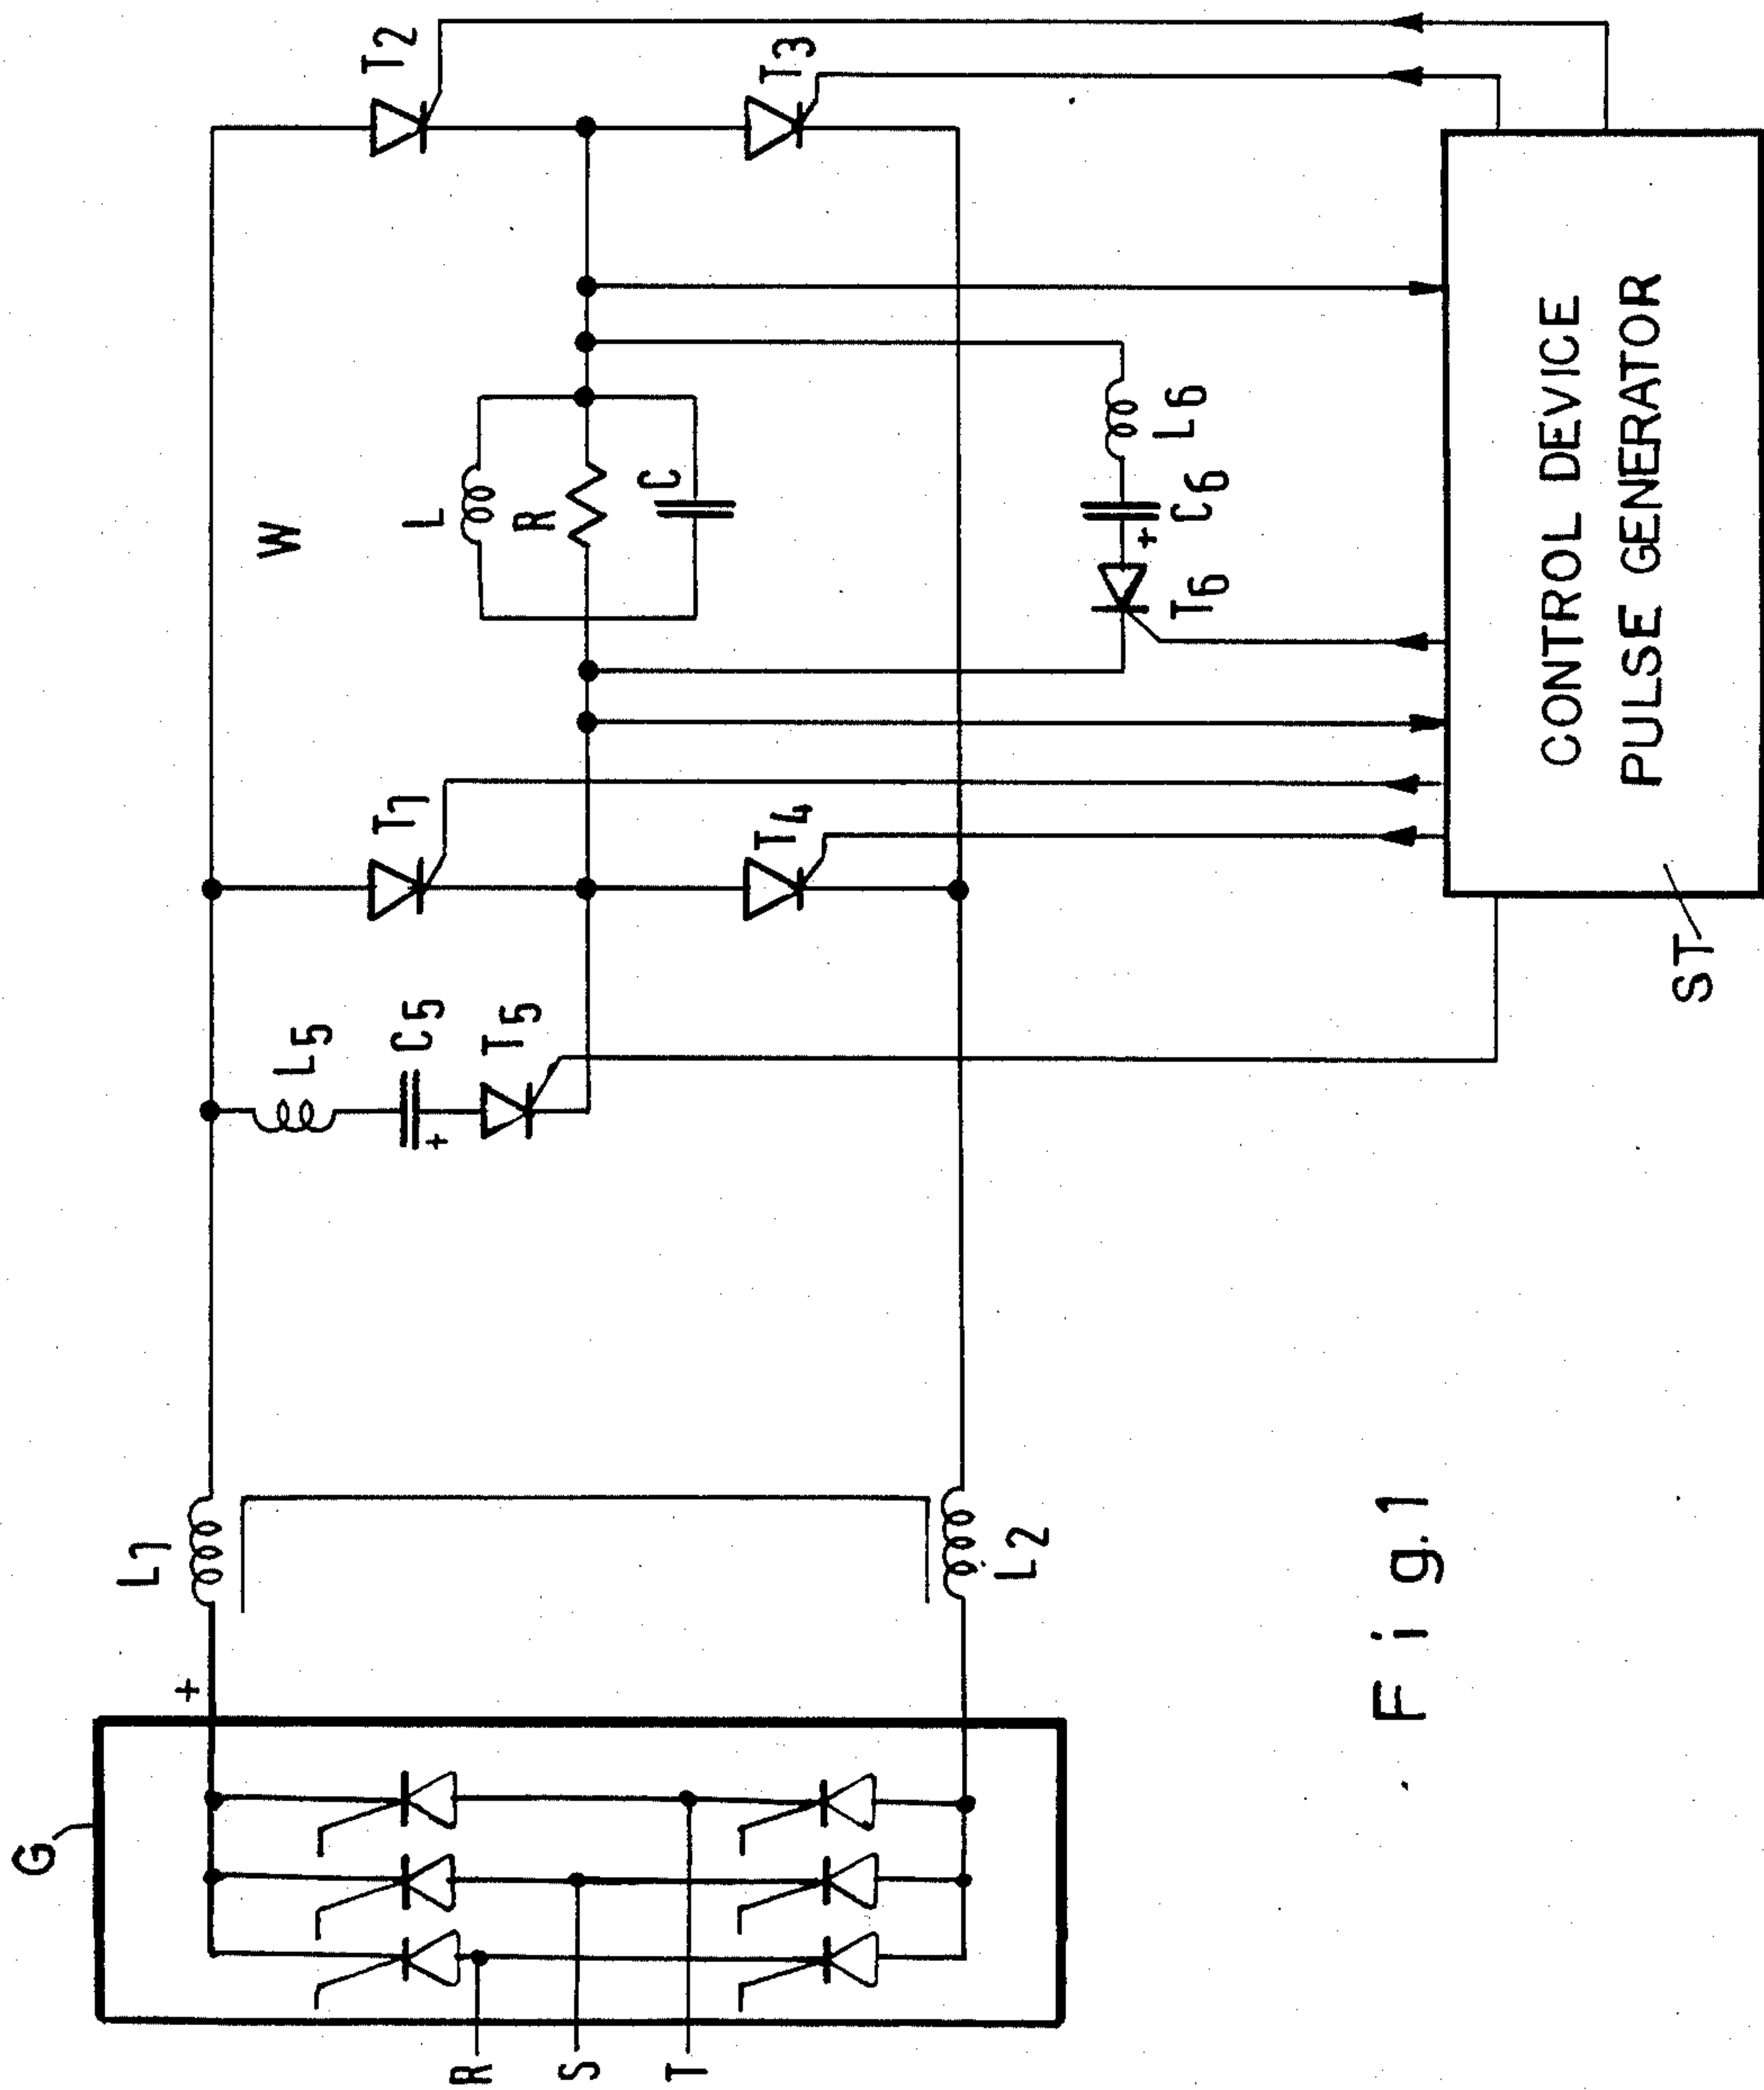 G
R
S
T
+
L1
L2
L5
C5
+
T5
T1
T4
W
L
R
C
T2
T3
T6
+
C6
L6
CONTROL DEVICE
PULSE GENERATOR
ST
Fig.1